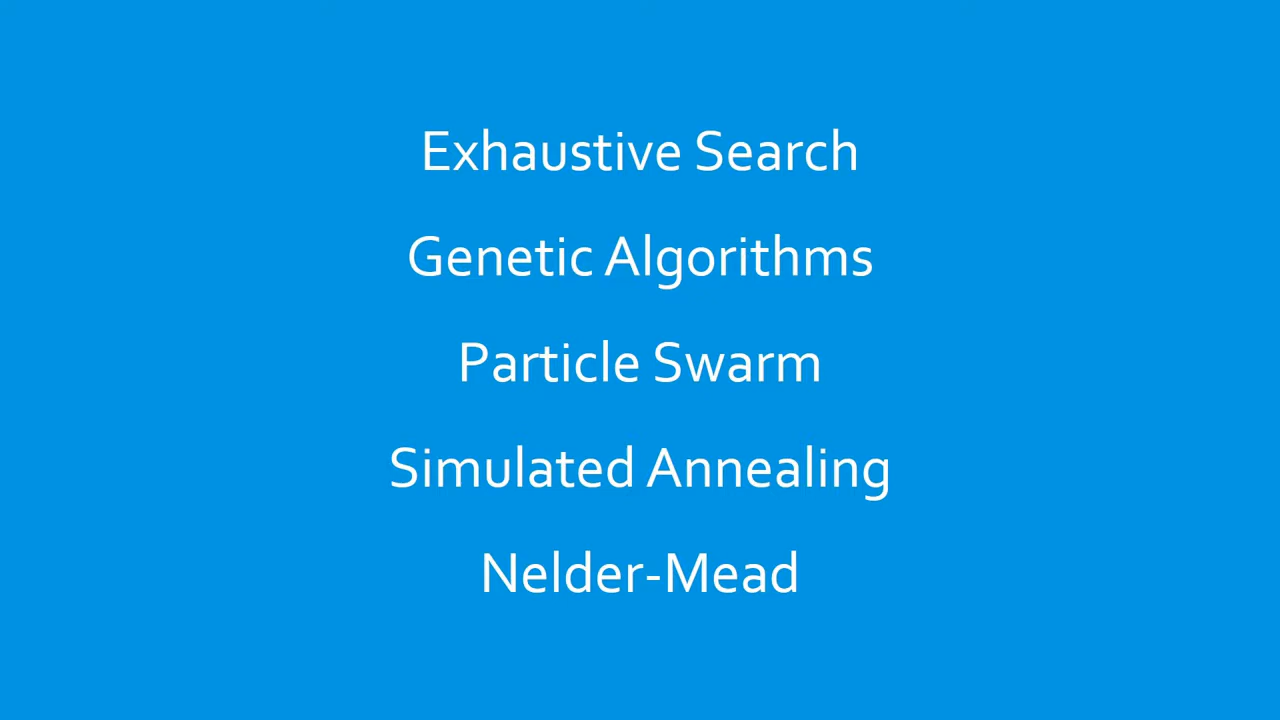 Exhaustive Search
Genetic Algorithms
Particle Swarm
Simulated Annealing
Nelder-Mead